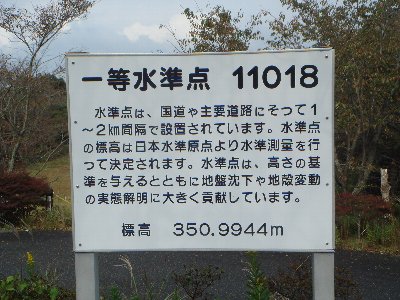 一等水準点 11018
水準点は、国道や主要道路にそって1
～2km間隔で設置されています。水準点
の標高は日本水準原点より水準測量を行
って決定されます。水準点は、高さの基
準を与えるとともに地盤沈下や地殻変動
の実態解明に大きく貢献しています。
標高 350.9944m